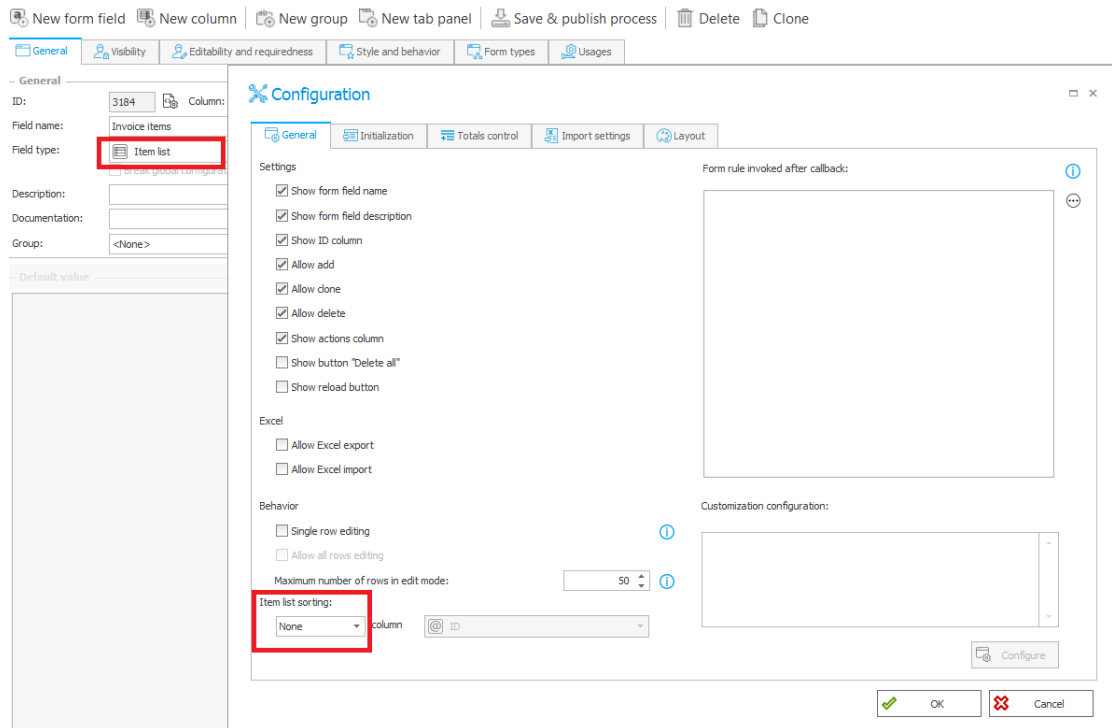 New form field New column New group New tab panel Save & publish process Delete Clone
General Visibility Editability and requiredness Style and behavior Form types Usages
General
ID: 3184 Column:
Field name: Invoice items
Field type: Item list
Break global configurat
Description:
Documentation:
Group: <None>
Default value
Configuration
General Initialization Totals control Import settings Layout
Settings
Show form field name
Show form field description
Show ID column
Allow add
Allow clone
Allow delete
Show actions column
Show button "Delete all"
Show reload button
Excel
Allow Excel export
Allow Excel import
Behavior
Single row editing
Allow all rows editing
Maximum number of rows in edit mode: 50
Item list sorting:
None column @ ID
Form rule invoked after callback:
Customization configuration:
Configure
OK Cancel